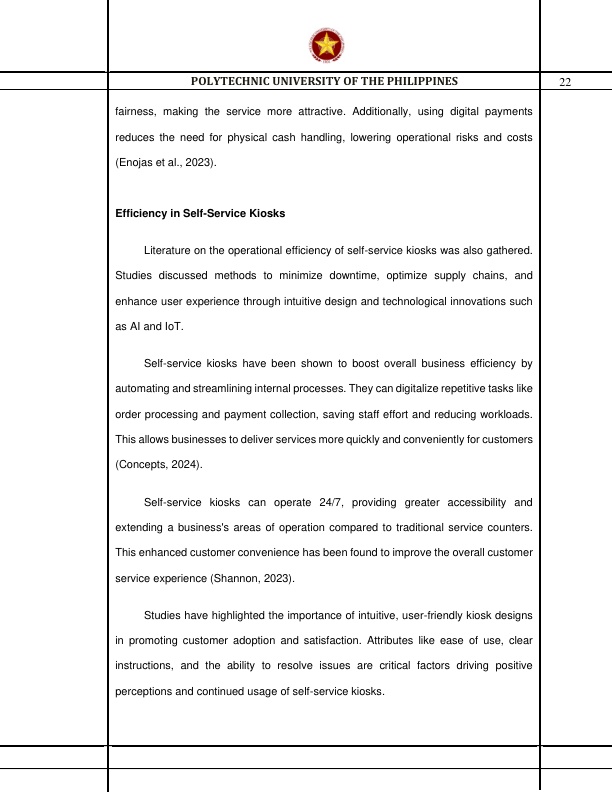 POLYTECHNIC UNIVERSITY OF THE PHILIPPINES
22
fairness, making the service more attractive. Additionally, using digital payments
reduces the need for physical cash handling, lowering operational risks and costs
(Enojas et al., 2023).
Efficiency in Self-Service Kiosks
Literature on the operational efficiency of self-service kiosks was also gathered.
Studies discussed methods to minimize downtime, optimize supply chains, and
enhance user experience through intuitive design and technological innovations such
as AI and IoT.
Self-service kiosks have been shown to boost overall business efficiency by
automating and streamlining internal processes. They can digitalize repetitive tasks like
order processing and payment collection, saving staff effort and reducing workloads.
This allows businesses to deliver services more quickly and conveniently for customers
(Concepts, 2024).
Self-service kiosks can operate 24/7, providing greater accessibility and
extending a business's areas of operation compared to traditional service counters.
This enhanced customer convenience has been found to improve the overall customer
service experience (Shannon, 2023).
Studies have highlighted the importance of intuitive, user-friendly kiosk designs
in promoting customer adoption and satisfaction. Attributes like ease of use, clear
instructions, and the ability to resolve issues are critical factors driving positive
perceptions and continued usage of self-service kiosks.